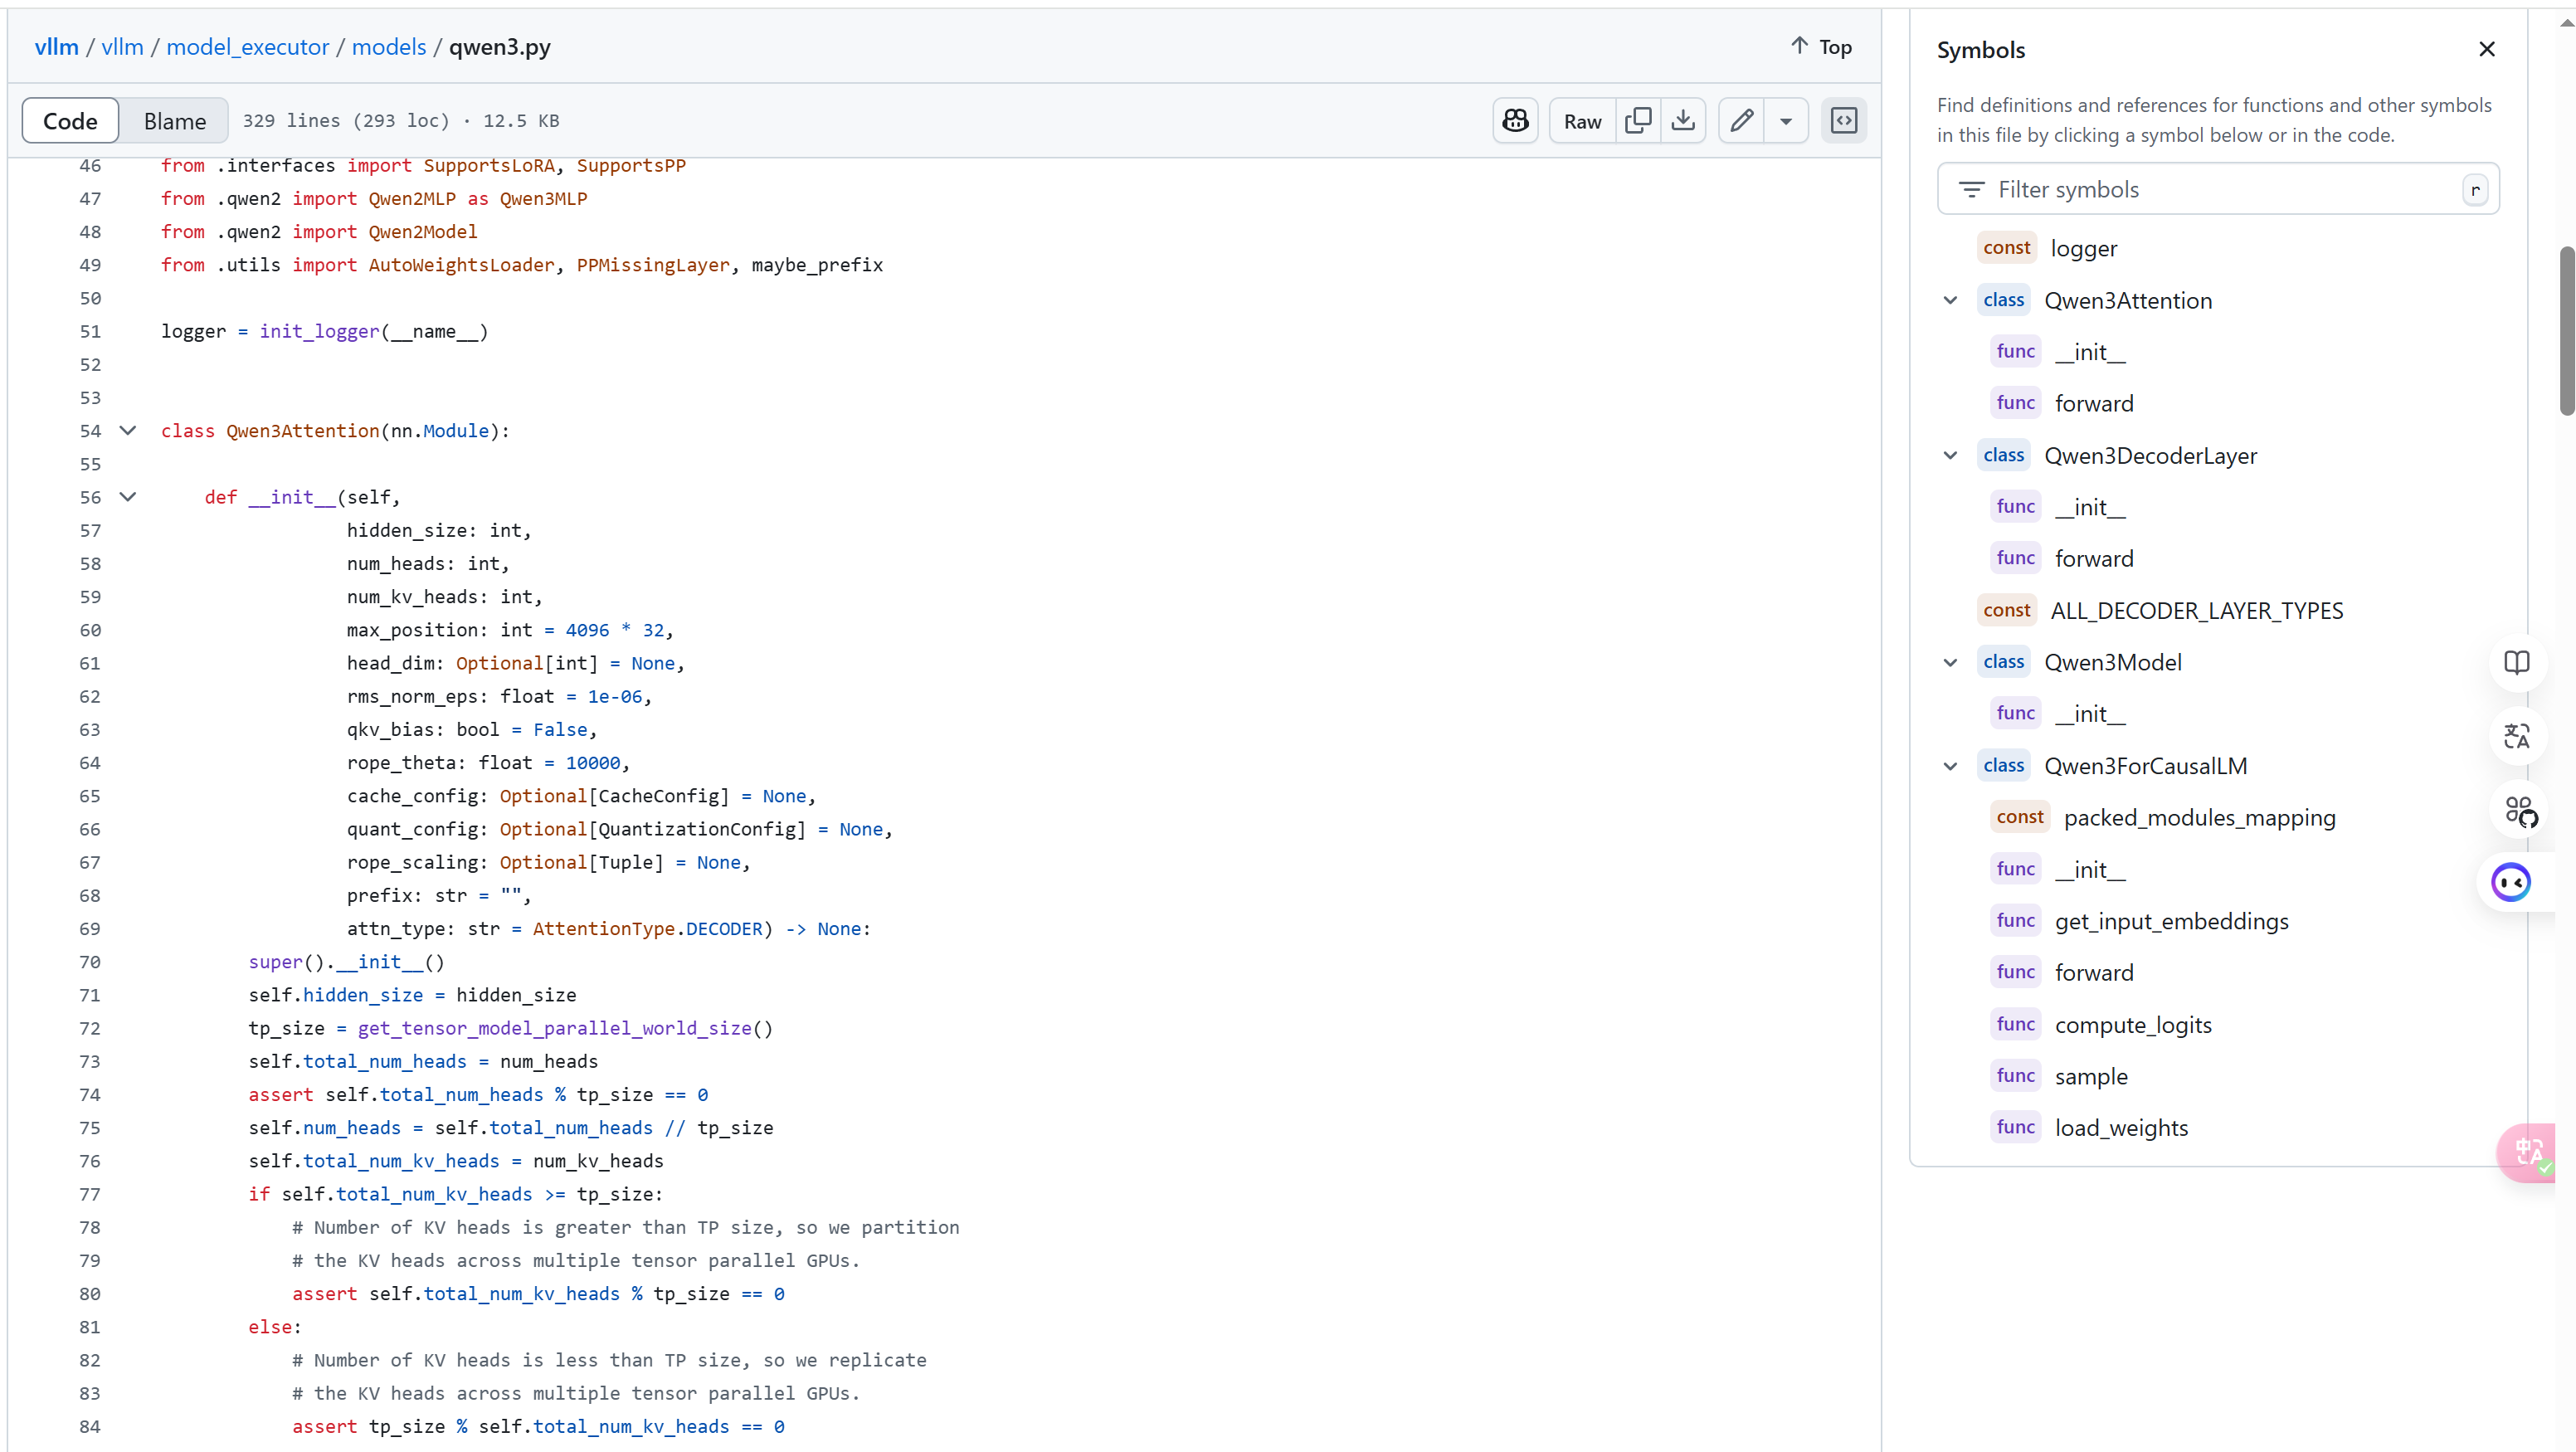 vllm / vllm / model_executor / models / qwen3.py
Top
Code Blame 329 lines (293 loc) · 12.5 KB
Raw
46 from .interfaces import SupportsLoRA, SupportsPP
47 from .qwen2 import Qwen2MLP as Qwen3MLP
48 from .qwen2 import Qwen2Model
49 from .utils import AutoWeightsLoader, PPMissingLayer, maybe_prefix
50
51 logger = init_logger(__name__)
52
53
54 class Qwen3Attention(nn.Module):
55
56     def __init__(self,
57                  hidden_size: int,
58                  num_heads: int,
59                  num_kv_heads: int,
60                  max_position: int = 4096 * 32,
61                  head_dim: Optional[int] = None,
62                  rms_norm_eps: float = 1e-06,
63                  qkv_bias: bool = False,
64                  rope_theta: float = 10000,
65                  cache_config: Optional[CacheConfig] = None,
66                  quant_config: Optional[QuantizationConfig] = None,
67                  rope_scaling: Optional[Tuple] = None,
68                  prefix: str = "",
69                  attn_type: str = AttentionType.DECODER) -> None:
70         super().__init__()
71         self.hidden_size = hidden_size
72         tp_size = get_tensor_model_parallel_world_size()
73         self.total_num_heads = num_heads
74         assert self.total_num_heads % tp_size == 0
75         self.num_heads = self.total_num_heads // tp_size
76         self.total_num_kv_heads = num_kv_heads
77         if self.total_num_kv_heads >= tp_size:
78             # Number of KV heads is greater than TP size, so we partition
79             # the KV heads across multiple tensor parallel GPUs.
80             assert self.total_num_kv_heads % tp_size == 0
81         else:
82             # Number of KV heads is less than TP size, so we replicate
83             # the KV heads across multiple tensor parallel GPUs.
84             assert tp_size % self.total_num_kv_heads == 0
Symbols
Find definitions and references for functions and other symbols
in this file by clicking a symbol below or in the code.
Filter symbols r
const logger
class Qwen3Attention
func __init__
func forward
class Qwen3DecoderLayer
func __init__
func forward
const ALL_DECODER_LAYER_TYPES
class Qwen3Model
func __init__
class Qwen3ForCausalLM
const packed_modules_mapping
func __init__
func get_input_embeddings
func forward
func compute_logits
func sample
func load_weights